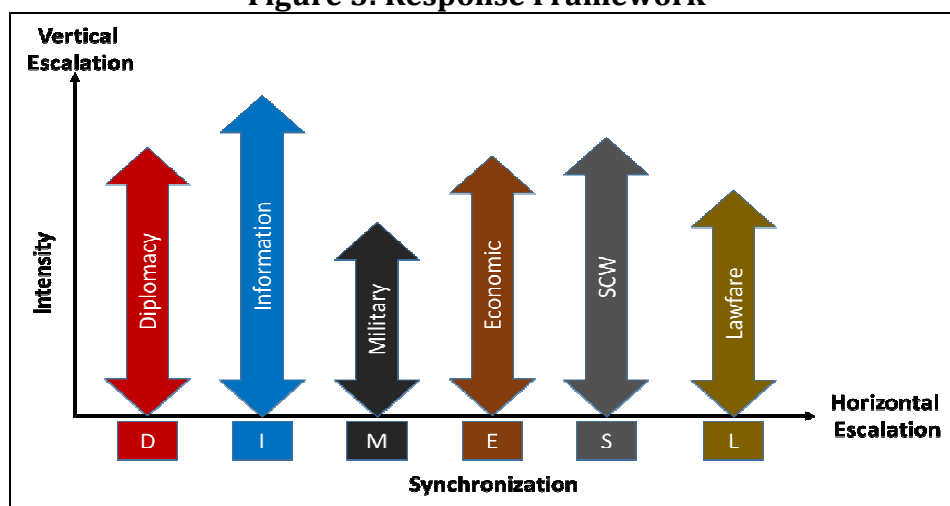 Figure 3: Response Framework
Vertical
Escalation
Intensity
Diplomacy
Information
Military
Economic
SCW
Lawfare
D
I
M
E
S
L
Horizontal
Escalation
Synchronization